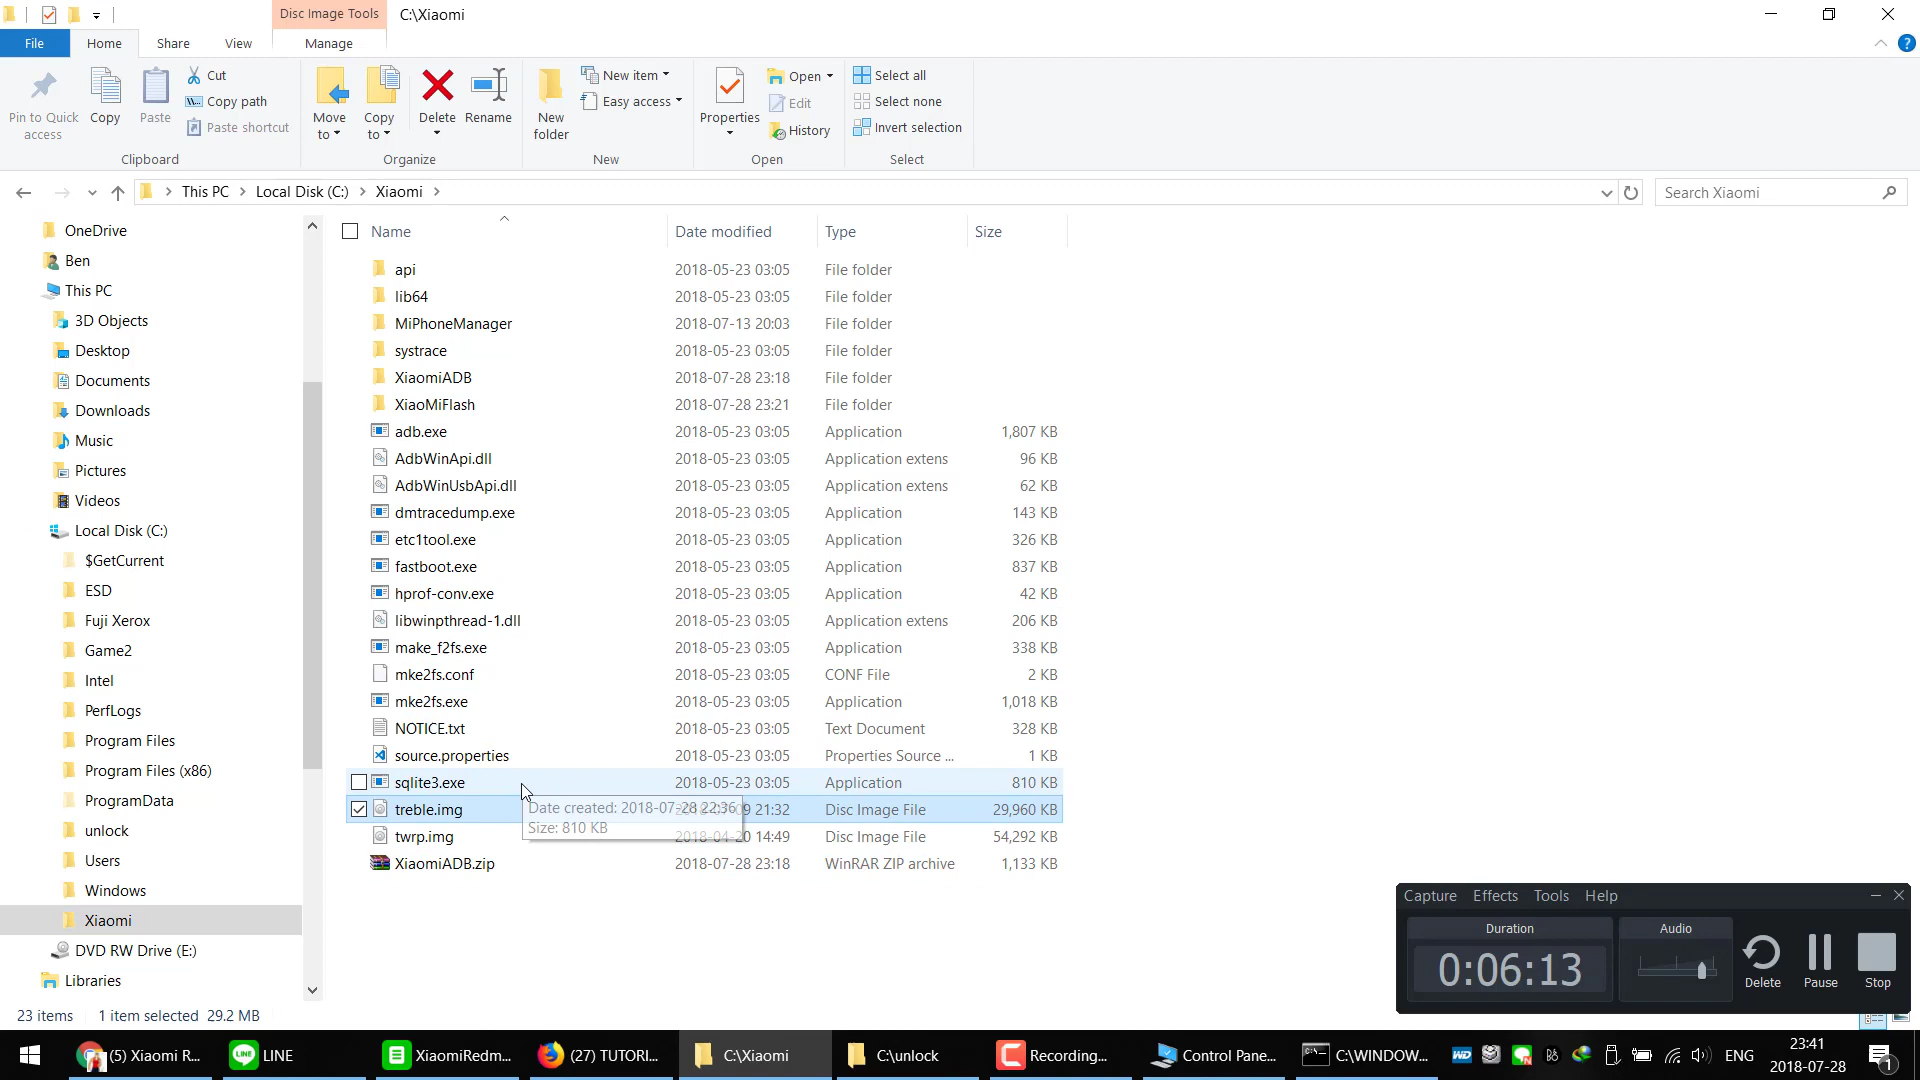 Disc Image Tools C:\Xiaomi
File Home Share View Manage
Pin to Quick access
Copy
Paste
Cut
Copy path
Paste shortcut
Clipboard
Move to
Copy to
Delete
Rename
Organize
New folder
New item
Easy access
New
Properties
Open
Edit
History
Open
Select all
Select none
Invert selection
Select
This PC Local Disk (C:) Xiaomi
Search Xiaomi
OneDrive
Ben
This PC
3D Objects
Desktop
Documents
Downloads
Music
Pictures
Videos
Local Disk (C:)
$GetCurrent
ESD
Fuji Xerox
Game2
Intel
PerfLogs
Program Files
Program Files (x86)
ProgramData
unlock
Users
Windows
Xiaomi
DVD RW Drive (E:)
Libraries
Name Date modified Type Size
api 2018-05-23 03:05 File folder
lib64 2018-05-23 03:05 File folder
MiPhoneManager 2018-07-13 20:03 File folder
systrace 2018-05-23 03:05 File folder
XiaomiADB 2018-07-28 23:18 File folder
XiaoMiFlash 2018-07-28 23:21 File folder
adb.exe 2018-05-23 03:05 Application 1,807 KB
AdbWinApi.dll 2018-05-23 03:05 Application extens 96 KB
AdbWinUsbApi.dll 2018-05-23 03:05 Application extens 62 KB
dmtracedump.exe 2018-05-23 03:05 Application 143 KB
etc1tool.exe 2018-05-23 03:05 Application 326 KB
fastboot.exe 2018-05-23 03:05 Application 837 KB
hprof-conv.exe 2018-05-23 03:05 Application 42 KB
libwinpthread-1.dll 2018-05-23 03:05 Application extens 206 KB
make_f2fs.exe 2018-05-23 03:05 Application 338 KB
mke2fs.conf 2018-05-23 03:05 CONF File 2 KB
mke2fs.exe 2018-05-23 03:05 Application 1,018 KB
NOTICE.txt 2018-05-23 03:05 Text Document 328 KB
source.properties 2018-05-23 03:05 Properties Source ... 1 KB
sqlite3.exe 2018-05-23 03:05 Application 810 KB
treble.img 21:32 Disc Image File 29,960 KB
Date created: 2018-07-28 22:36
Size: 810 KB
twrp.img 14:49 Disc Image File 54,292 KB
XiaomiADB.zip 2018-07-28 23:18 WinRAR ZIP archive 1,133 KB
Capture Effects Tools Help
Duration Audio
0:06:13
Delete Pause Stop
23 items 1 item selected 29.2 MB
(5) Xiaomi R... LINE XiaomiRedm... (27) TUTORI... C:\Xiaomi C:\unlock Recording... Control Pane... C:\WINDOW... WD ENG 23:41
2018-07-28
1